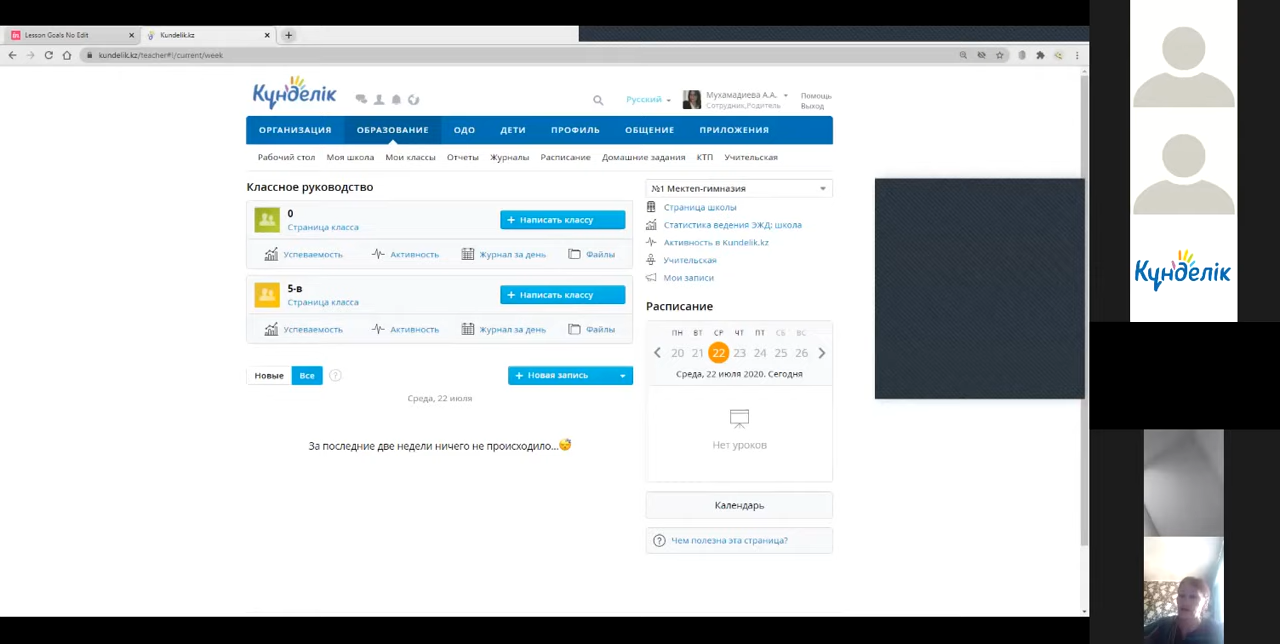 Lesson Goals No Edit
Kundelik.kz
kundelik.kz/teacher#!/current/week
Күнделік
Русский
Мухамадиева А.А.
Сотрудник,Родитель
Помощь
Выход
ОРГАНИЗАЦИЯ ОБРАЗОВАНИЕ ОДО ДЕТИ ПРОФИЛЬ ОБЩЕНИЕ ПРИЛОЖЕНИЯ
Рабочий стол Моя школа Мои классы Отчеты Журналы Расписание Домашние задания КТП Учительская
Классное руководство
0
Страница класса
+ Написать классу
Успеваемость Активность Журнал за день Файлы
5-в
Страница класса
+ Написать классу
Успеваемость Активность Журнал за день Файлы
Новые Все ?
+ Новая запись
Среда, 22 июля
За последние две недели ничего не происходило...
№1 Мектеп-гимназия
Страница школы
Статистика ведения ЭЖД: школа
Активность в Kundelik.kz
Учительская
Мои записи
Расписание
ПН ВТ СР ЧТ ПТ СБ ВС
20 21 22 23 24 25 26
Среда, 22 июля 2020. Сегодня
Нет уроков
Календарь
? Чем полезна эта страница?
Күнделік